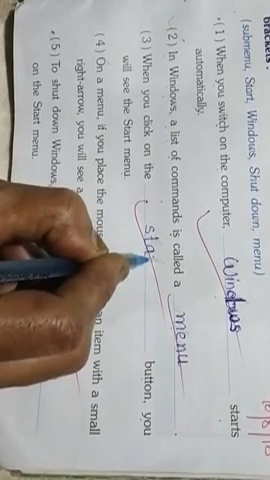 brackets
(submenu, Start, Windows, Shut down, menu)
(1) When you switch on the computer, Windows starts
automatically.
(2) In Windows, a list of commands is called a menu.
(3) When you click on the sta button, you
will see the Start menu.
(4) On a menu, if you place the an item with a small
right-arrow, you will see a
(5) To shut down Windows,
on the Start menu.